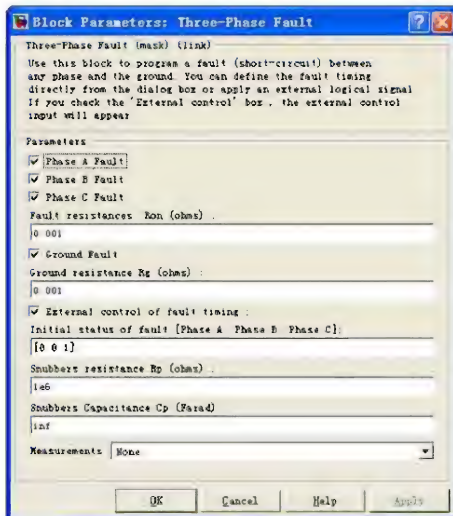 Block Parameters: Three-Phase Fault
Three-Phase Fault (mask) (link)
Use this block to program a fault (short-circuit) between
any phase and the ground. You can define the fault timing
directly from the dialog box or apply an external logical signal
If you check the 'External control' box , the external control
input will appear
Parameters
Phase A Fault
Phase B Fault
Phase C Fault
Fault resistances Ron (ohms) :
0 001
Ground Fault
Ground resistance Rg (ohms) :
0 001
External control of fault timing :
Initial status of fault [Phase A Phase B Phase C]:
[0 0 1]
Snubbers resistance Rp (ohms) :
1e6
Snubbers Capacitance Cp (Farad)
inf
Measurements None
OK Cancel Help Apply